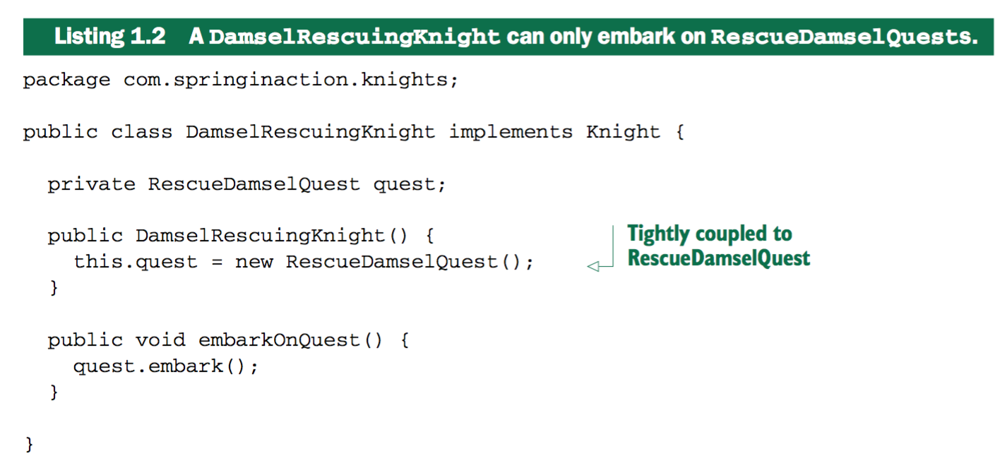 Listing 1.2 A DamselRescuingKnight can only embark on RescueDamselQuests.
package com.springinaction.knights;
public class DamselRescuingKnight implements Knight {
private RescueDamselQuest quest;
public DamselRescuingKnight() {
this.quest = new RescueDamselQuest();
}
Tightly coupled to
RescueDamselQuest
public void embarkOnQuest() {
quest.embark();
}
}